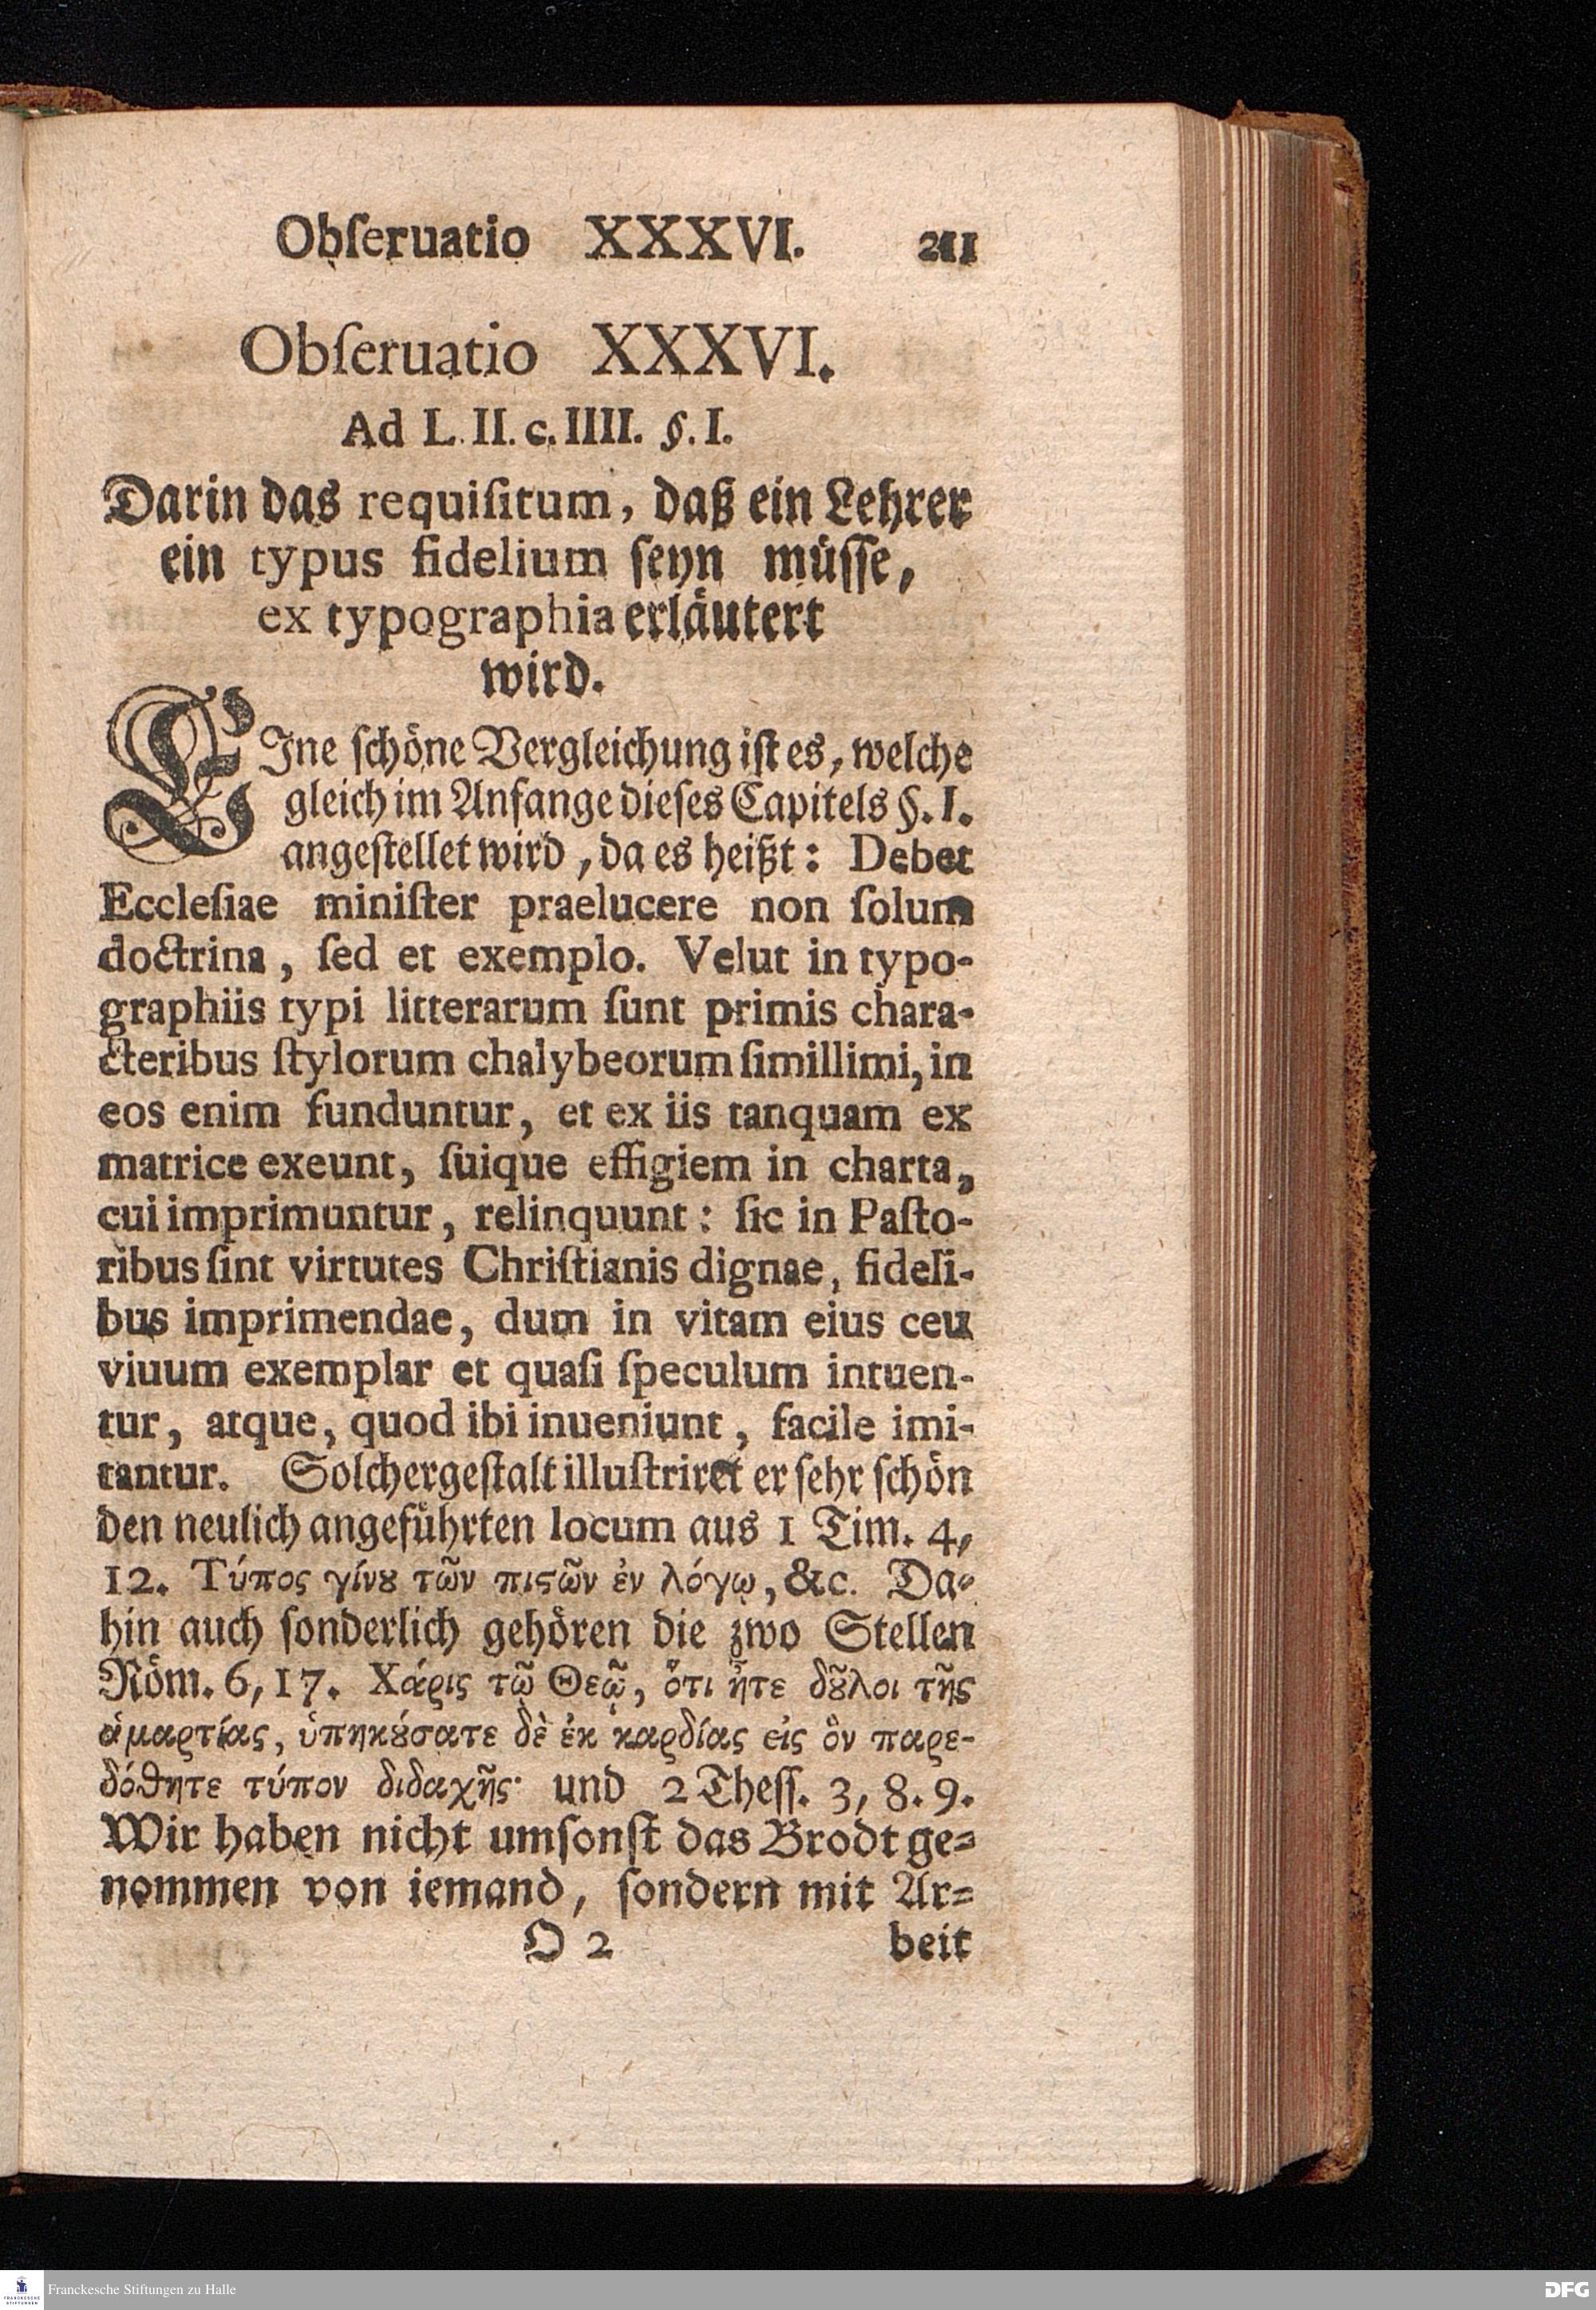 Obſeruatio XXXVI. 211
Obſeruatio XXXVI.
Ad L. II. c. IIII. §. I.
Darin das requiſitum, daß ein Lehrer
ein typus fidelium ſeyn müſſe,
ex typographia erläutert
wird.
EIne ſchöne Vergleichung iſt es, welche
gleich im Anfange dieſes Capitels §. I.
angeſtellet wird, da es heißt: Debet
Eccleſiae miniſter praelucere non ſolum
doctrina, ſed et exemplo. Velut in typo-
graphiis typi litterarum ſunt primis chara-
cteribus ſtylorum chalybeorum ſimillimi, in
eos enim funduntur, et ex iis tanquam ex
matrice exeunt, ſuique effigiem in charta,
cui imprimuntur, relinquunt: ſic in Paſto-
ribus ſint virtutes Chriſtianis dignae, fideli-
bus imprimendae, dum in vitam eius ceu
viuum exemplar et quaſi ſpeculum intuen-
tur, atque, quod ibi inueniunt, facile imi-
tantur. Solchergeſtalt illuſtriret er ſehr ſchön
den neulich angeführten locum aus 1 Tim. 4,
12. Τύπος γίνȣ τῶν πιςῶν ἐν λόγῳ, &c. Da-
hin auch ſonderlich gehören die zwo Stellen
Röm. 6, 17. Χάρις τῷ Θεῷ, ὅτι ἦτε δȣ͂λοι τῆς
ἁμαρτίας, ὑπηκȣ́σατε δὲ ἐκ καρδίας εἰς ὃν παρε-
δόθητε τύπον διδαχῆς· und 2 Theſſ. 3, 8. 9.
Wir haben nicht umſonſt das Brodt ge-
nommen von iemand, ſondern mit Ar-
O 2 beit
Franckesche Stiftungen zu Halle
DFG